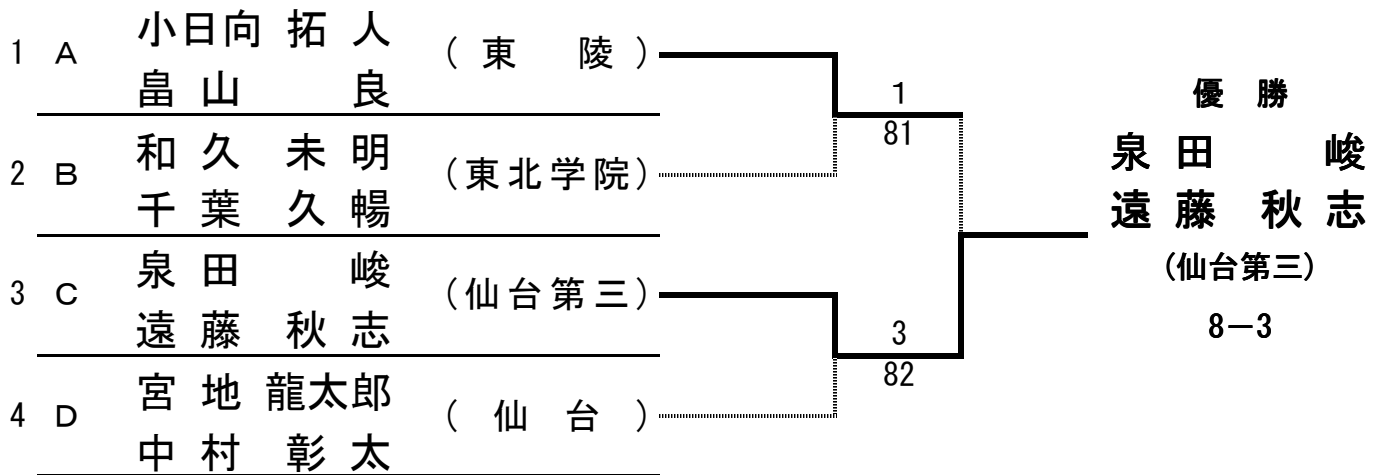 1 A 小日向 拓 人 ( 東 陵 )
畠 山 良
1
81
2 B 和 久 未 明 (東北学院)
千 葉 久 暢
3 C 泉 田 峻 (仙台第三)
遠 藤 秋 志
3
82
4 D 宮 地 龍太郎 ( 仙 台 )
中 村 彰 太
優 勝
泉 田 峻
遠 藤 秋 志
(仙台第三)
8-3